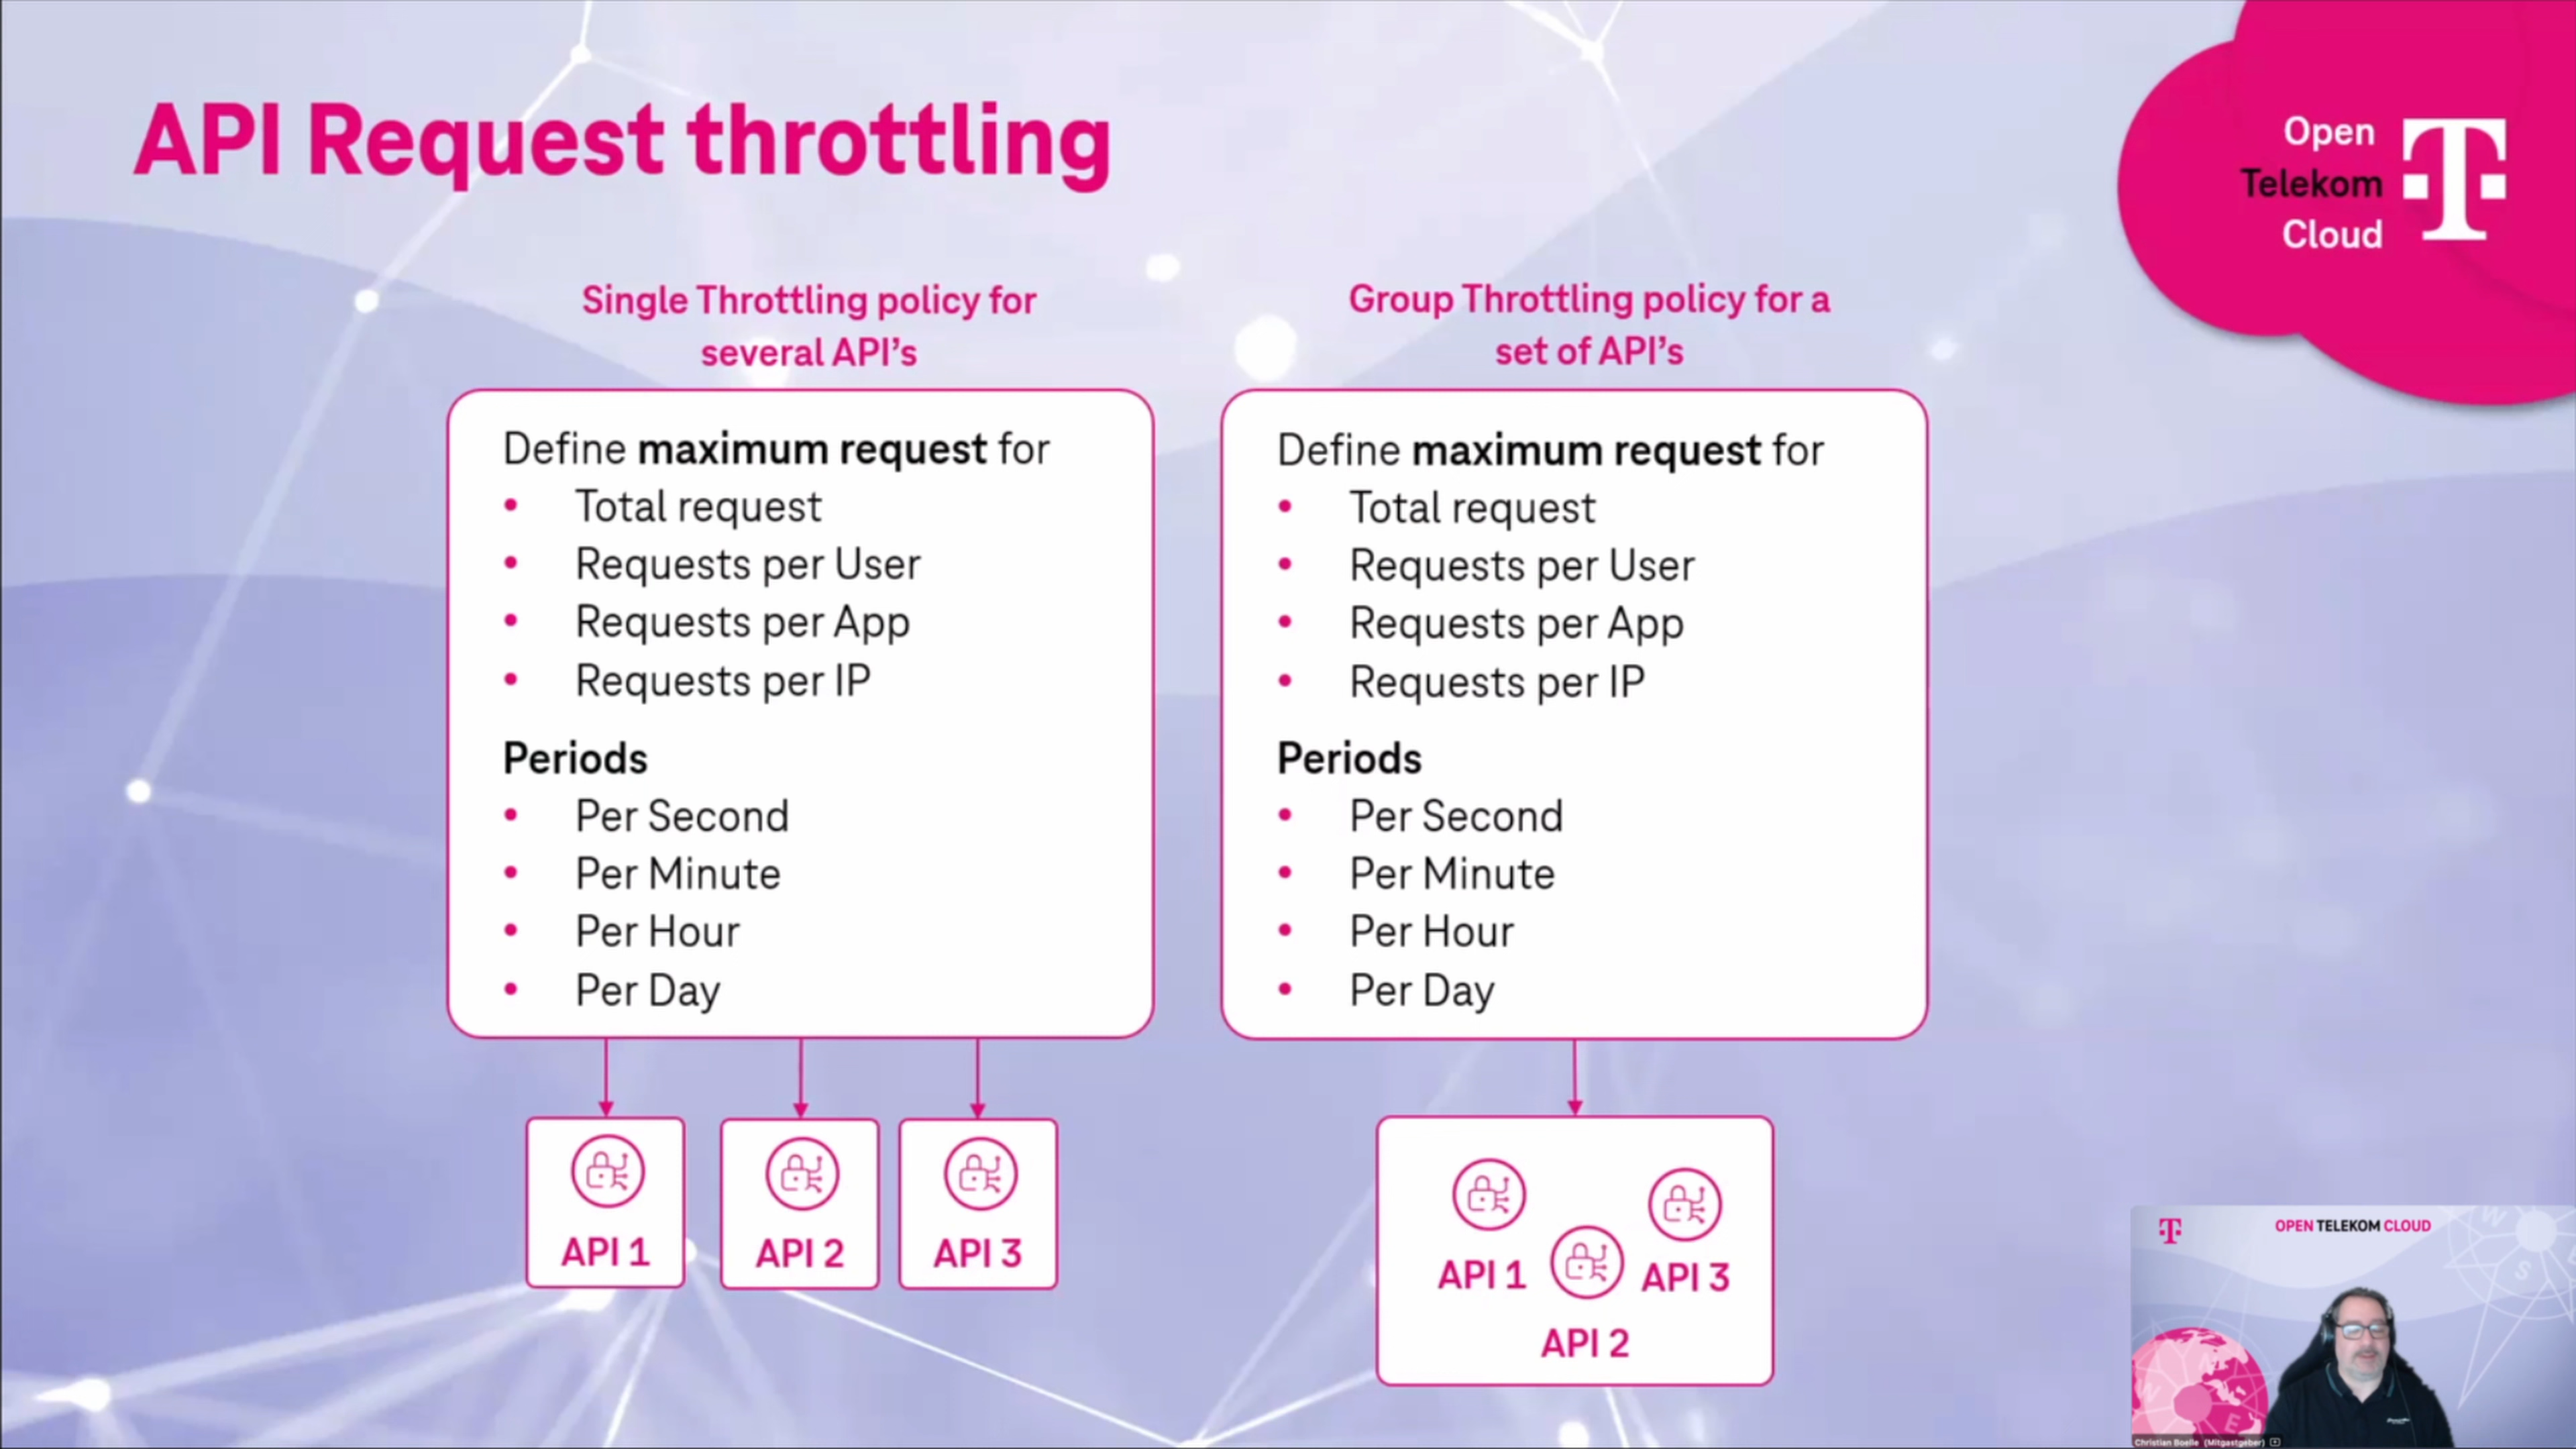 API Request throttling
Open
Telekom
Cloud
Single Throttling policy for
several API's
Define maximum request for
• Total request
• Requests per User
• Requests per App
• Requests per IP
Periods
• Per Second
• Per Minute
• Per Hour
• Per Day
API 1
API 2
API 3
Group Throttling policy for a
set of API's
Define maximum request for
• Total request
• Requests per User
• Requests per App
• Requests per IP
Periods
• Per Second
• Per Minute
• Per Hour
• Per Day
API 1
API 3
API 2
OPEN TELEKOM CLOUD
Christian Boelle (Mitgastgeber)